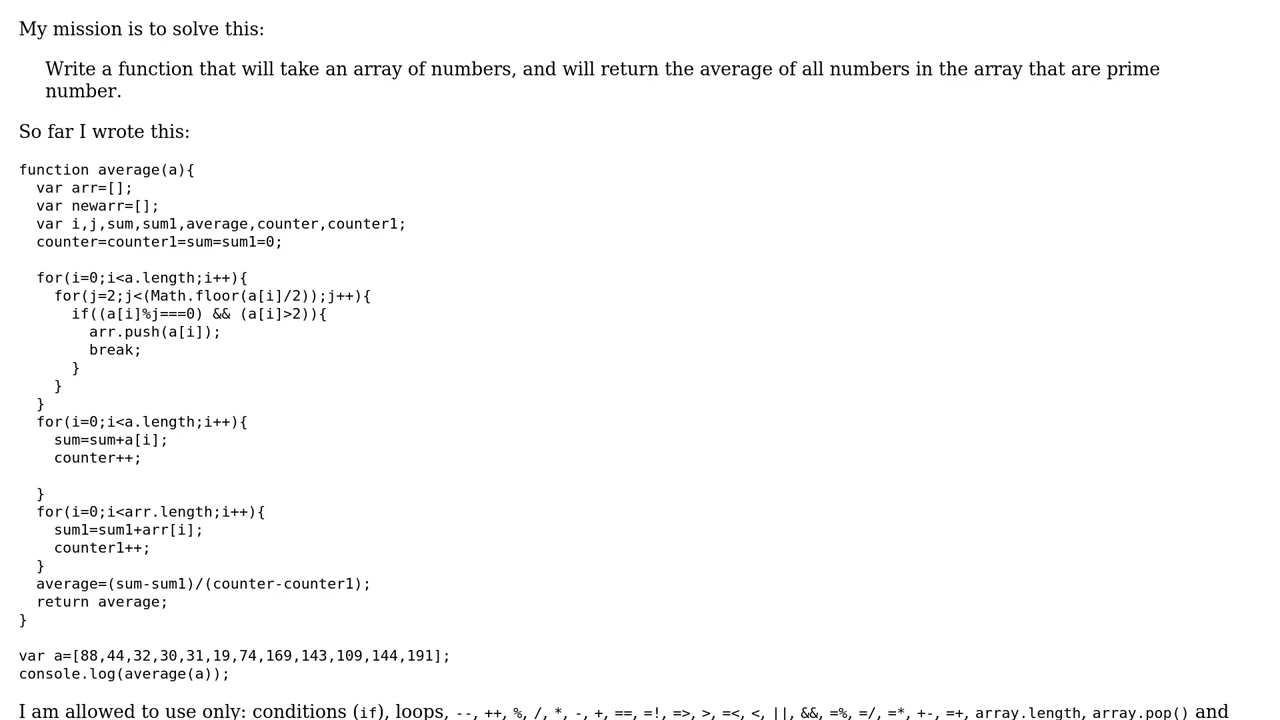 My mission is to solve this:
Write a function that will take an array of numbers, and will return the average of all numbers in the array that are prime
number.
So far I wrote this:
function average(a){
  var arr=[];
  var newarr=[];
  var i,j,sum,sum1,average,counter,counter1;
  counter=counter1=sum=sum1=0;
  for(i=0;i<a.length;i++){
    for(j=2;j<(Math.floor(a[i]/2));j++){
      if((a[i]%j===0) && (a[i]>2)){
        arr.push(a[i]);
        break;
      }
    }
  }
  for(i=0;i<a.length;i++){
    sum=sum+a[i];
    counter++;
  }
  for(i=0;i<arr.length;i++){
    sum1=sum1+arr[i];
    counter1++;
  }
  average=(sum-sum1)/(counter-counter1);
  return average;
}
var a=[88,44,32,30,31,19,74,169,143,109,144,191];
console.log(average(a));
I am allowed to use only: conditions (if), loops, --, ++, %, /, *, -, +, ==, =!, =>, >, =<, <, ||, &&, =%, =/, =*, +-, =+, array.length, array.pop() and